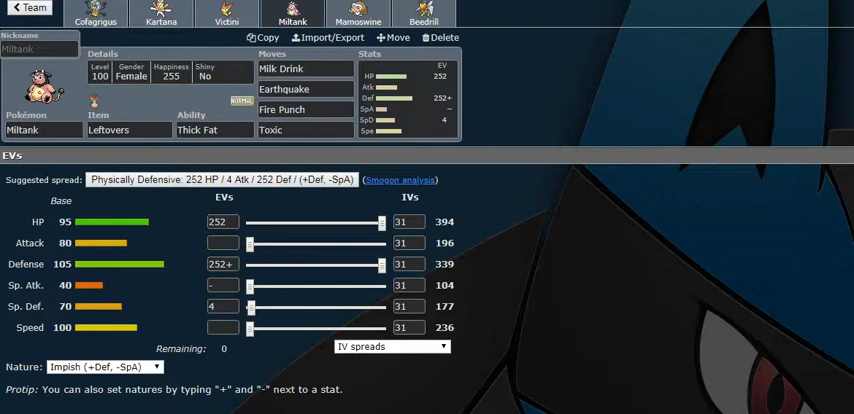 Team
Cofagrigus Kartana Victini Miltank Mamoswine Beedrill
Copy Import/Export Move Delete
Nickname
Miltank
Details Moves Stats
Level Gender Happiness Shiny
100 Female 255 No
Milk Drink
Earthquake
Fire Punch
Toxic
EV
HP 252
Atk
Def 252+
SpA –
SpD 4
Spe
NORMAL
Pokémon Item Ability
Miltank Leftovers Thick Fat
EVs
Suggested spread: Physically Defensive: 252 HP / 4 Atk / 252 Def / (+Def, -SpA) (Smogon analysis)
Base EVs IVs
HP 95 252 31 394
Attack 80 31 196
Defense 105 252+ 31 339
Sp. Atk. 40 - 31 104
Sp. Def. 70 4 31 177
Speed 100 31 236
Remaining: 0 IV spreads
Nature: Impish (+Def, -SpA)
Protip: You can also set natures by typing "+" and "-" next to a stat.